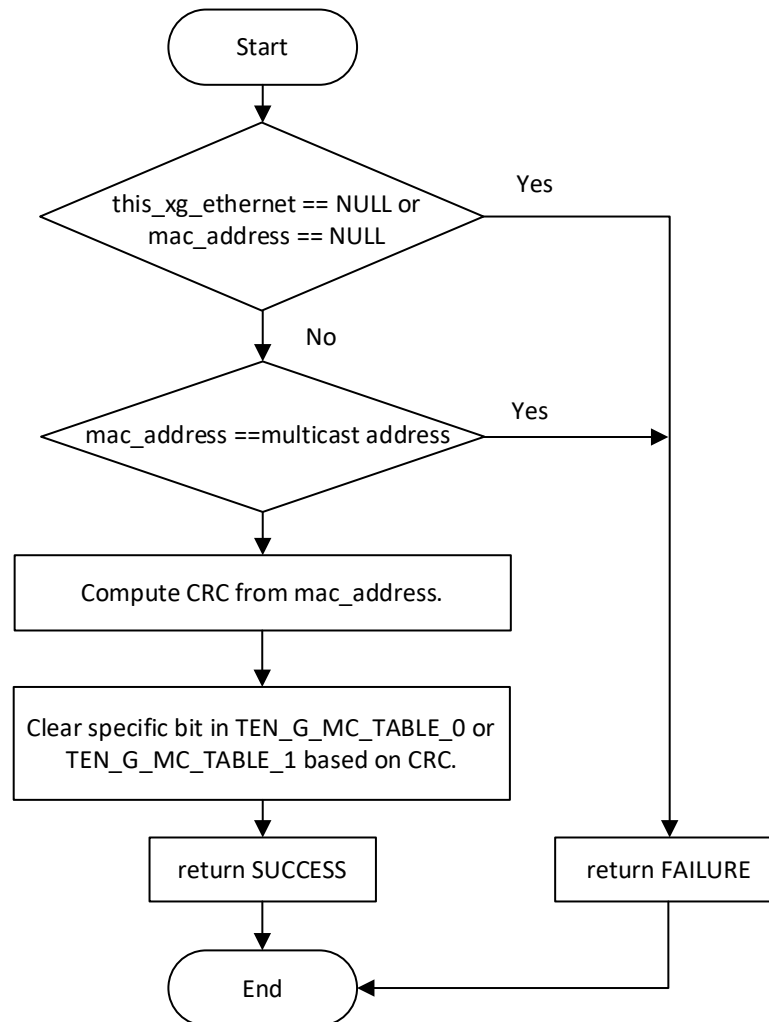 Start
this_xg_ethernet == NULL or
mac_address == NULL
Yes
No
mac_address ==multicast address
Yes
Compute CRC from mac_address.
Clear specific bit in TEN_G_MC_TABLE_0 or
TEN_G_MC_TABLE_1 based on CRC.
return SUCCESS
return FAILURE
End